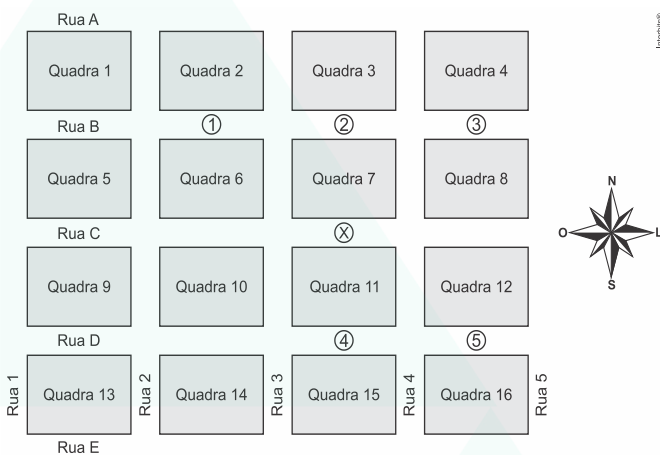 Rua A
Quadra 1 Quadra 2 Quadra 3 Quadra 4
Rua B 1 2 3
Quadra 5 Quadra 6 Quadra 7 Quadra 8
N
Rua C X O L
S
Quadra 9 Quadra 10 Quadra 11 Quadra 12
Rua D 4 5
Rua 1 Quadra 13 Rua 2 Quadra 14 Rua 3 Quadra 15 Rua 4 Quadra 16 Rua 5
Rua E